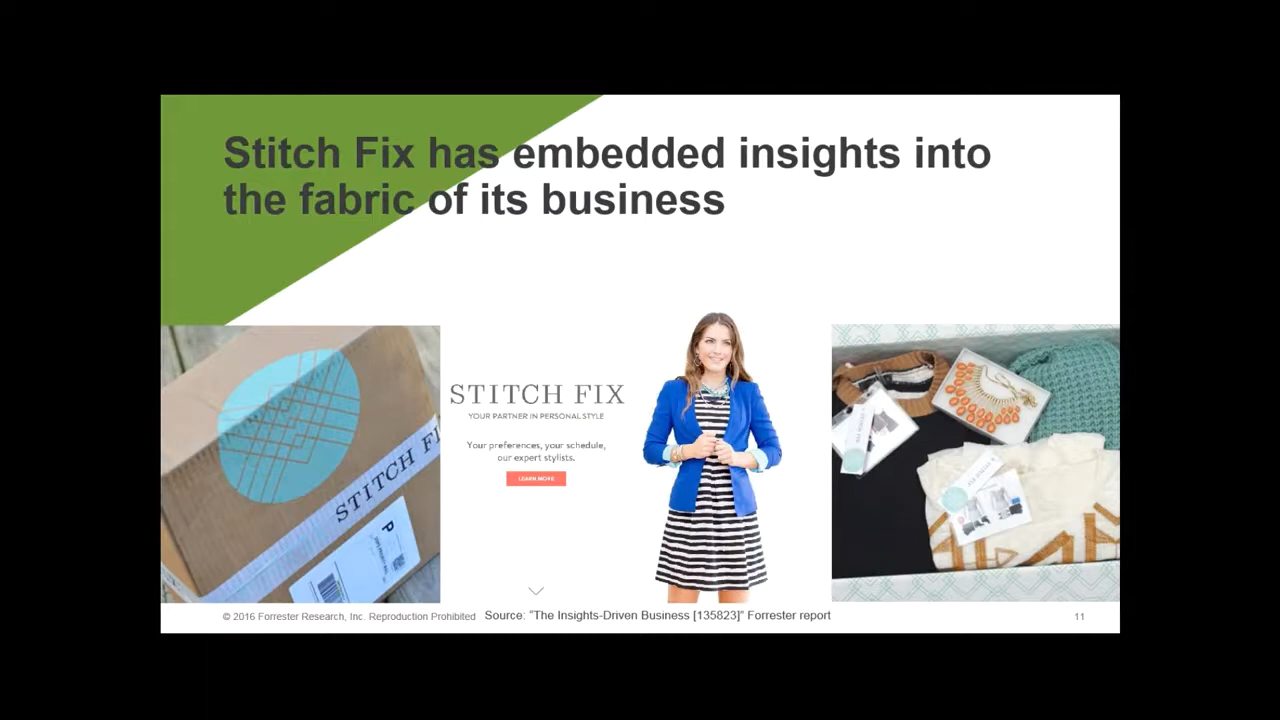 Stitch Fix has embedded insights into
the fabric of its business
STITCH FIX
YOUR PARTNER IN PERSONAL STYLE
Your preferences, your schedule,
our expert stylists.
LEARN MORE
STITCH FI
P
© 2016 Forrester Research, Inc. Reproduction Prohibited
Source: “The Insights-Driven Business [135823]” Forrester report
11